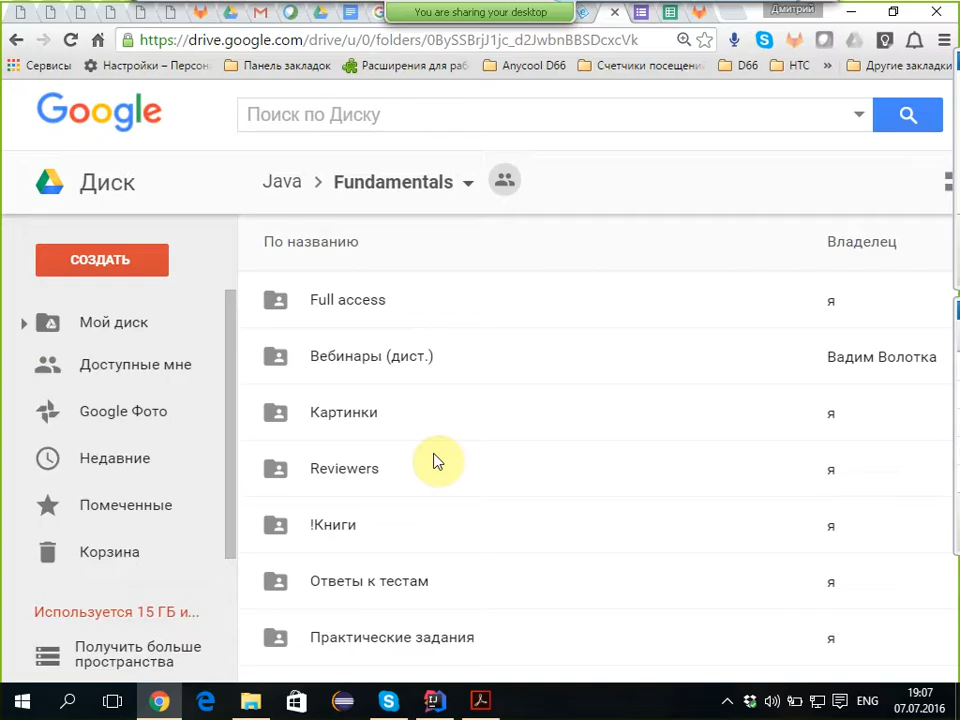 You are sharing your desktop
Дмитрий
https://drive.google.com/drive/u/0/folders/0BySSBrjJ1jc_d2JwbnBBSDcxcVk
Сервисы
Настройки – Персона
Панель закладок
Расширения для раб
Anycool D66
Счетчики посещени
D66
НТС
»
Другие закладки
Google
Поиск по Диску
Диск
Java > Fundamentals
СОЗДАТЬ
По названию
Владелец
Мой диск
Доступные мне
Google Фото
Недавние
Помеченные
Корзина
Используется 15 ГБ и...
Получить больше
пространства
Full access
я
Вебинары (дист.)
Вадим Волотка
Картинки
я
Reviewers
я
!Книги
я
Ответы к тестам
я
Практические задания
я
ENG
19:07
07.07.2016